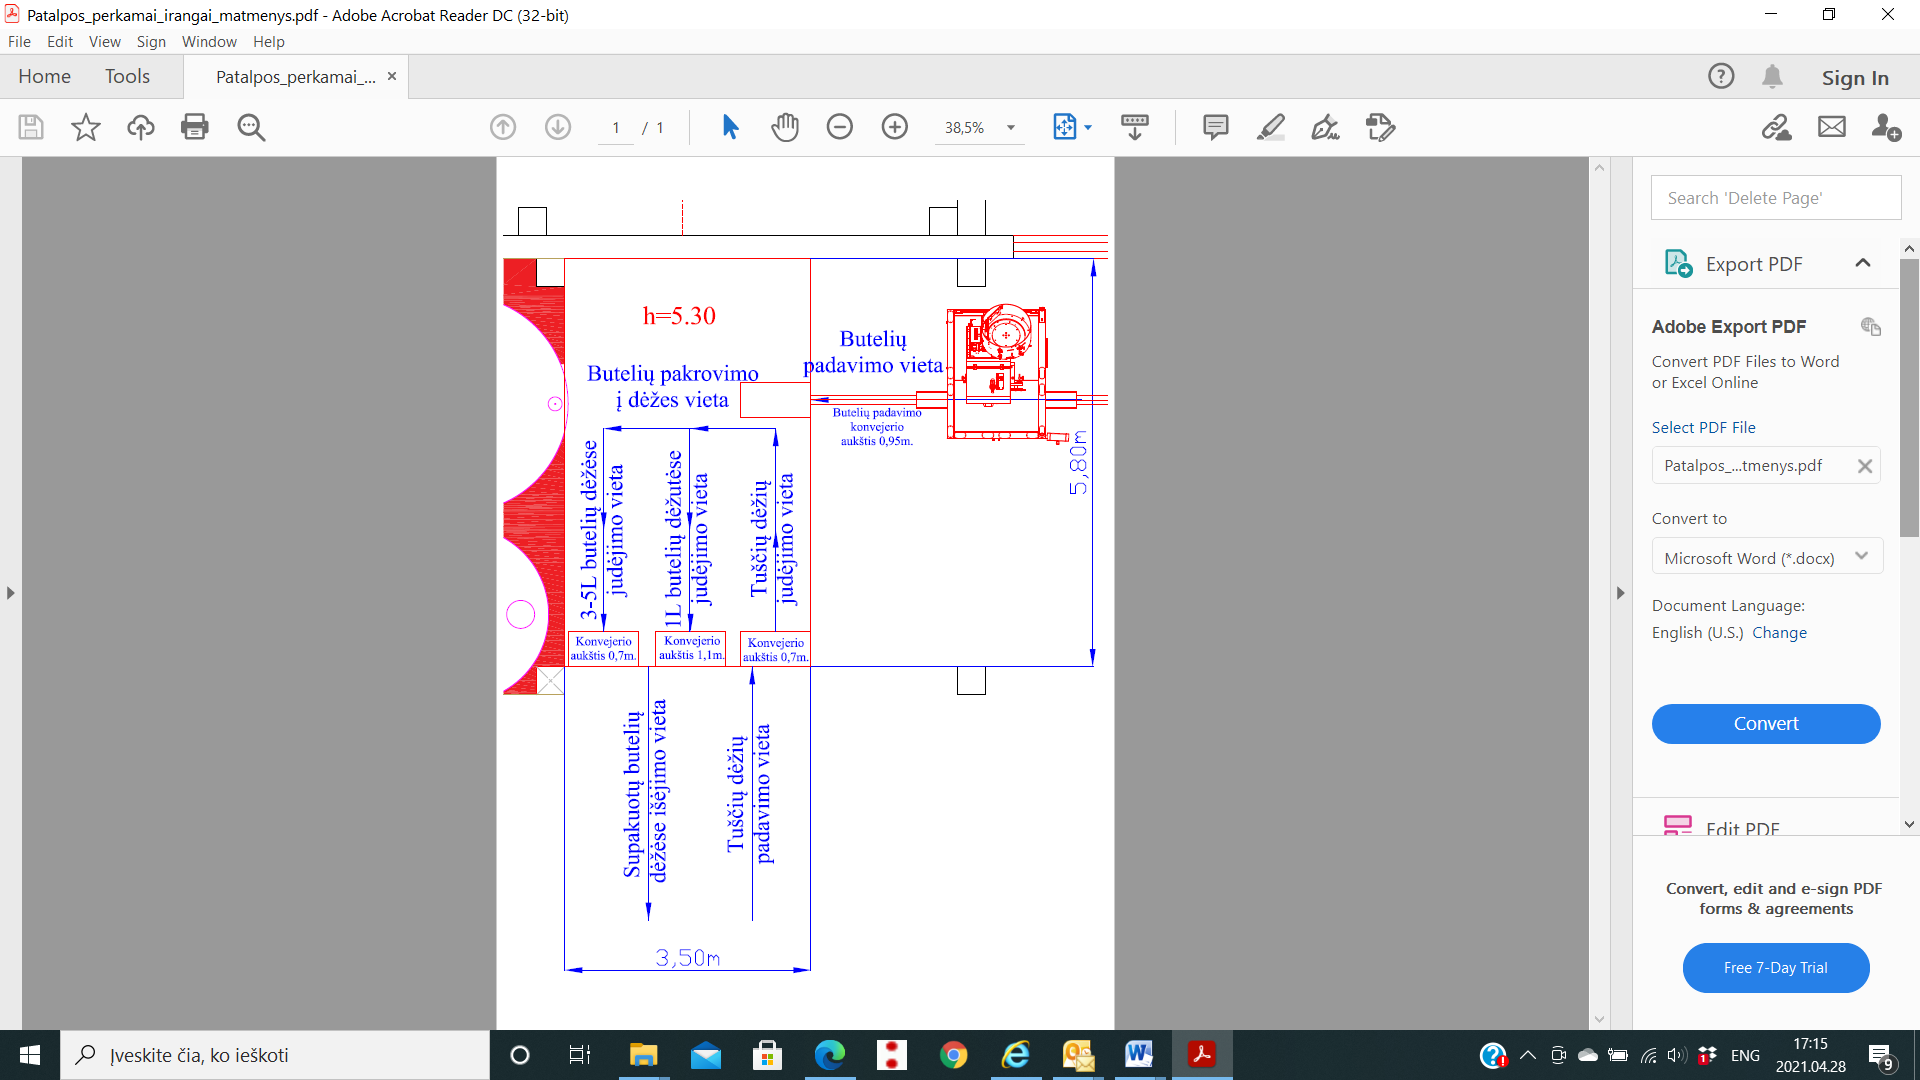 Patalpos_perkamai_irangai_matmenys.pdf - Adobe Acrobat Reader DC (32-bit)
File Edit View Sign Window Help
Home Tools Patalpos_perkamai_... ×
Sign In
1 / 1
38,5%
h=5.30
Butelių
padavimo vieta
Butelių pakrovimo
į dėžes vieta
Butelių padavimo
konvejerio
aukštis 0,95m.
5,80m
3-5L butelių dėžėse
judėjimo vieta
1L butelių dėžutėse
judėjimo vieta
Tuščių dėžių
judėjimo vieta
Konvejerio
aukštis 0,7m.
Konvejerio
aukštis 1,1m.
Konvejerio
aukštis 0,7m.
Supakuotų butelių
dėžėse išėjimo vieta
Tuščių dėžių
padavimo vieta
3,50m
Search 'Delete Page'
Export PDF
Adobe Export PDF
Convert PDF Files to Word
or Excel Online
Select PDF File
Patalpos_...tmenys.pdf
Convert to
Microsoft Word (*.docx)
Document Language:
English (U.S.) Change
Convert
Edit PDF
Convert, edit and e-sign PDF
forms & agreements
Free 7-Day Trial
Įveskite čia, ko ieškoti
ENG
17:15
2021.04.28
9